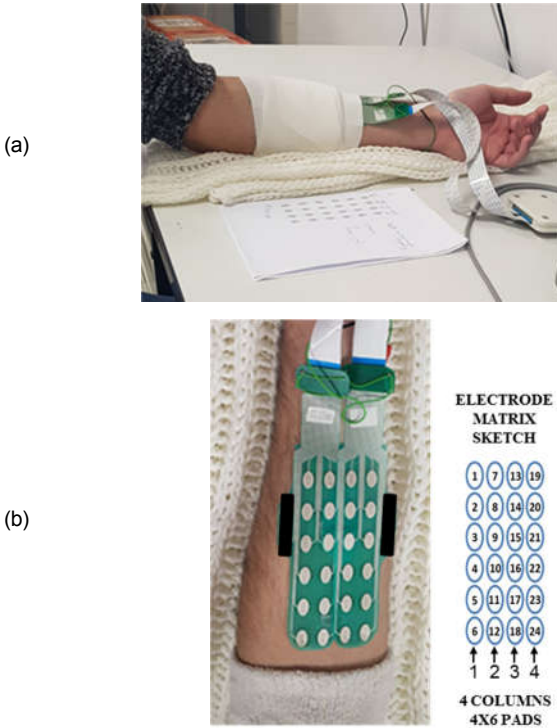 (a)
(b)
ELECTRODE
MATRIX
SKETCH
1 7 13 19
2 8 14 20
3 9 15 21
4 10 16 22
5 11 17 23
6 12 18 24
1 2 3 4
4 COLUMNS
4X6 PADS